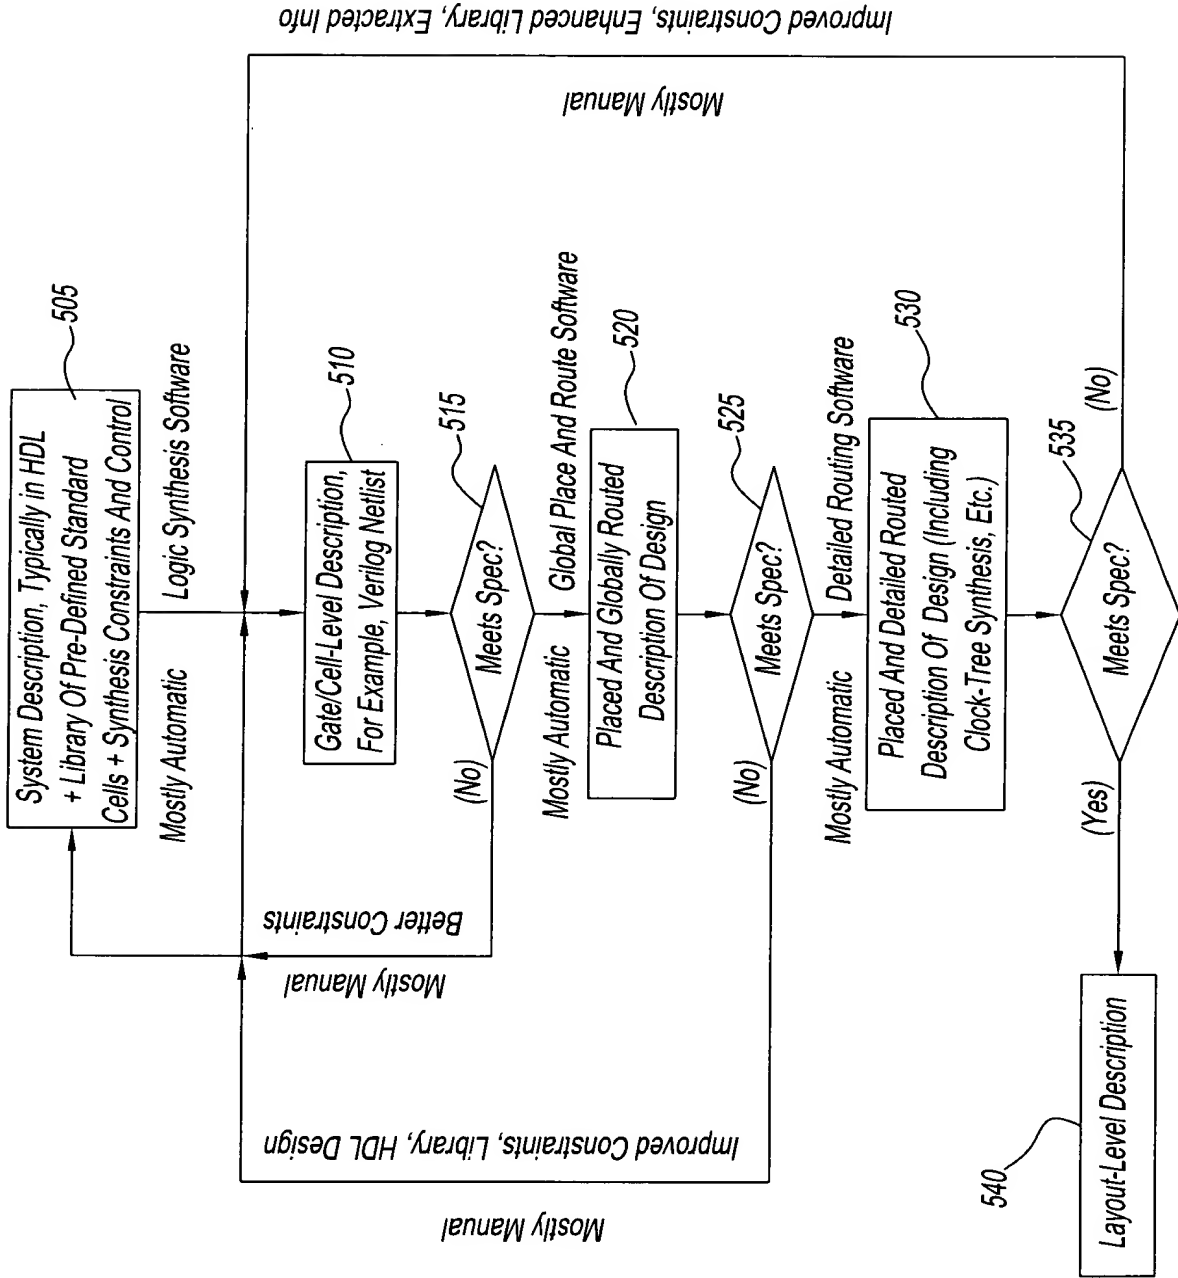 System Description, Typically in HDL
+ Library Of Pre-Defined Standard
Cells + Synthesis Constraints And Control
505
Mostly Automatic
Logic Synthesis Software
Gate/Cell-Level Description,
For Example, Verilog Netlist
510
Meets Spec?
515
(No)
Better Constraints
Mostly Manual
Mostly Automatic
Global Place And Route Software
Placed And Globally Routed
Description Of Design
520
Meets Spec?
525
(No)
Improved Constraints, Library, HDL Design
Mostly Manual
Mostly Automatic
Detailed Routing Software
Placed And Detailed Routed
Description Of Design (Including
Clock-Tree Synthesis, Etc.)
530
Meets Spec?
535
(No)
Mostly Manual
Improved Constraints, Enhanced Library, Extracted Info
(Yes)
Layout-Level Description
540